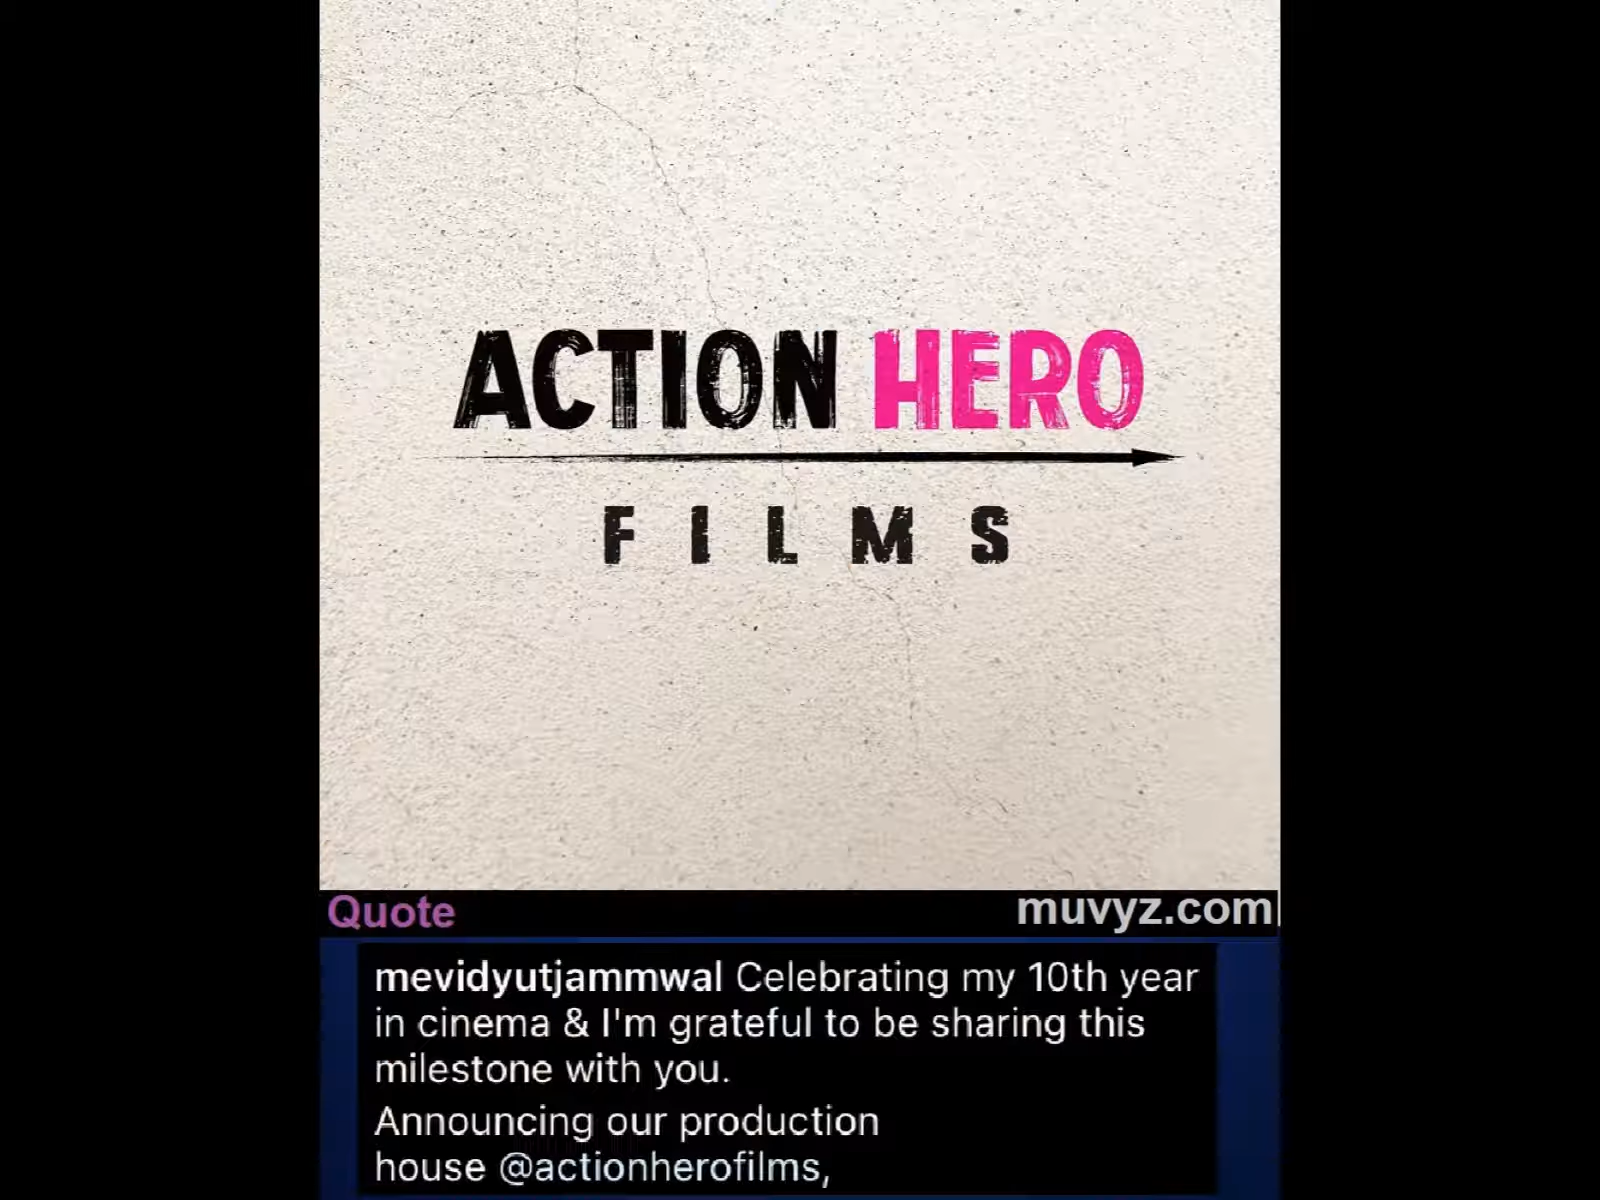 ACTION HERO
FILMS
Quote
muvyz.com
mevidyutjammwal Celebrating my 10th year
in cinema & I'm grateful to be sharing this
milestone with you.
Announcing our production
house @actionherofilms,